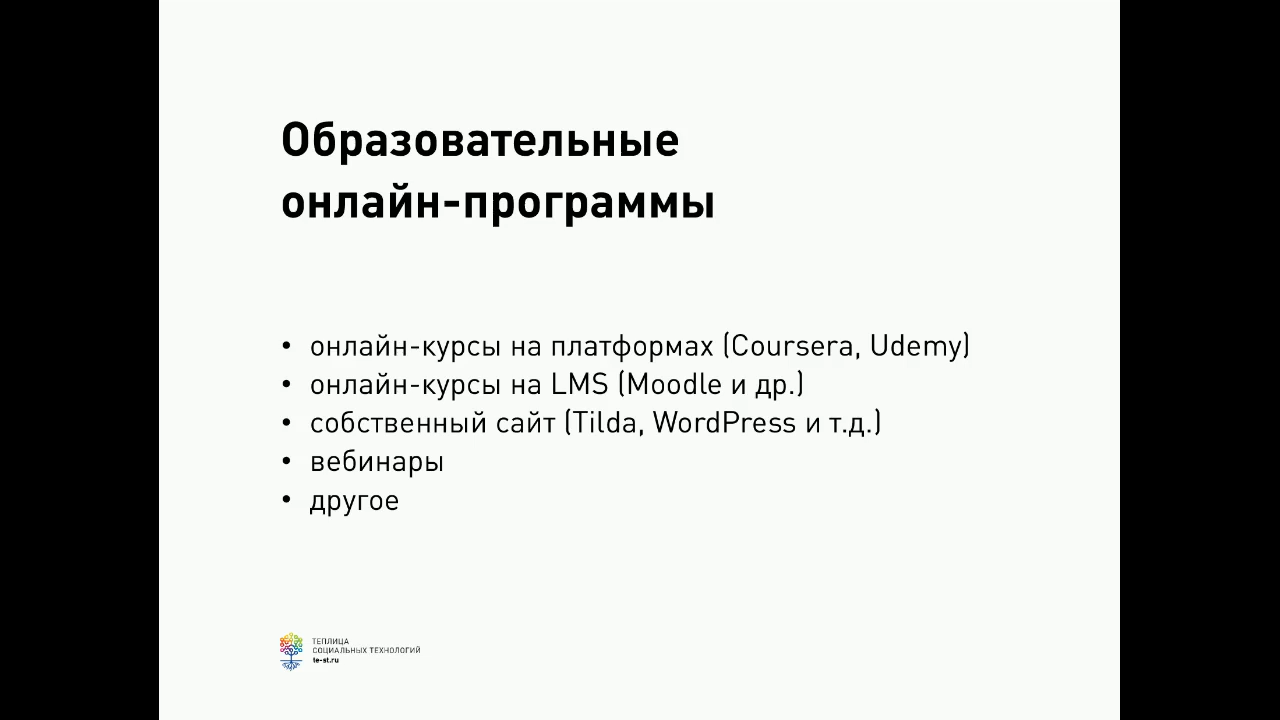 Образовательные
онлайн-программы
• онлайн-курсы на платформах (Coursera, Udemy)
• онлайн-курсы на LMS (Moodle и др.)
• собственный сайт (Tilda, WordPress и т.д.)
• вебинары
• другое
ТЕПЛИЦА
СОЦИАЛЬНЫХ ТЕХНОЛОГИЙ
te-st.ru